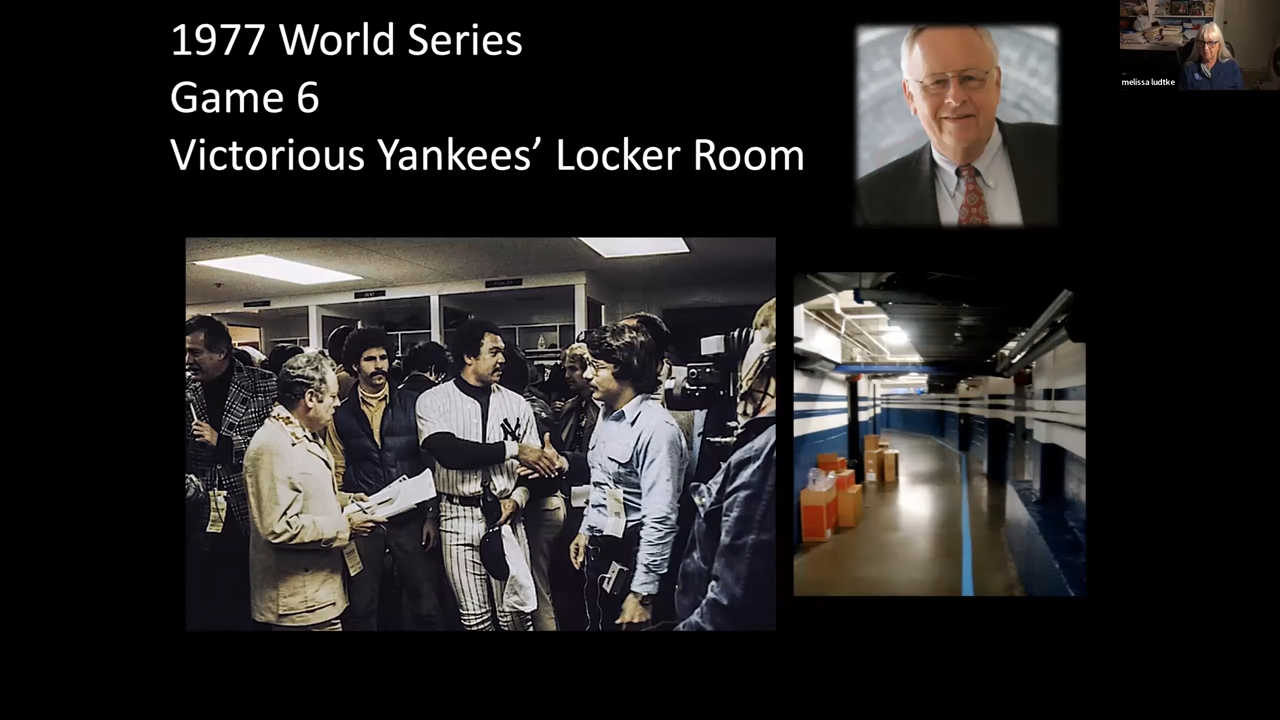 1977 World Series
Game 6
Victorious Yankees’ Locker Room
melissa ludtke